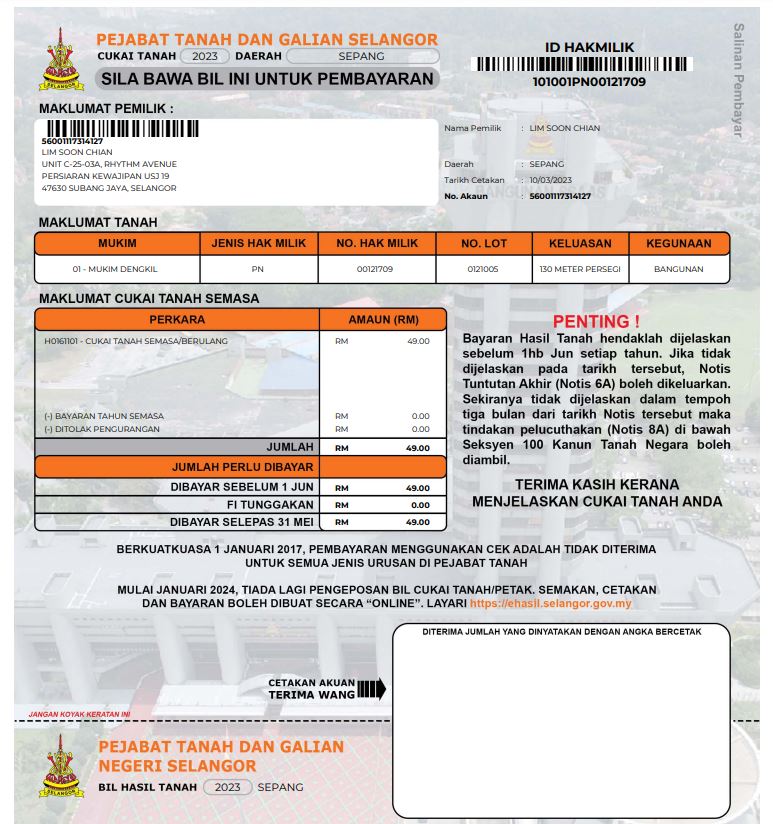 PEJABAT TANAH DAN GALIAN SELANGOR
CUKAI TANAH 2023 DAERAH SEPANG
SILA BAWA BIL INI UNTUK PEMBAYARAN
ID HAKMILIK
101001PN00121709
Salinan Pembayar
SELANGOR
MAKLUMAT PEMILIK :
56001117314127
LIM SOON CHIAN
UNIT C-25-03A, RHYTHM AVENUE
PERSIARAN KEWAJIPAN USJ 19
47630 SUBANG JAYA, SELANGOR
Nama Pemilik : LIM SOON CHIAN
Daerah : SEPANG
Tarikh Cetakan : 10/03/2023
No. Akaun : 56001117314127
MAKLUMAT TANAH
MUKIM JENIS HAK MILIK NO. HAK MILIK NO. LOT KELUASAN KEGUNAAN
01 - MUKIM DENGKIL PN 00121709 0121005 130 METER PERSEGI BANGUNAN
MAKLUMAT CUKAI TANAH SEMASA
PERKARA AMAUN (RM)
H0161101 - CUKAI TANAH SEMASA/BERULANG RM 49.00
(-) BAYARAN TAHUN SEMASA RM 0.00
(-) DITOLAK PENGURANGAN RM 0.00
JUMLAH RM 49.00
JUMLAH PERLU DIBAYAR
DIBAYAR SEBELUM 1 JUN RM 49.00
FI TUNGGAKAN RM 0.00
DIBAYAR SELEPAS 31 MEI RM 49.00
PENTING !
Bayaran Hasil Tanah hendaklah dijelaskan
sebelum 1hb Jun setiap tahun. Jika tidak
dijelaskan pada tarikh tersebut, Notis
Tuntutan Akhir (Notis 6A) boleh dikeluarkan.
Sekiranya tidak dijelaskan dalam tempoh
tiga bulan dari tarikh Notis tersebut maka
tindakan pelucuthakan (Notis 8A) di bawah
Seksyen 100 Kanun Tanah Negara boleh
diambil.
TERIMA KASIH KERANA
MENJELASKAN CUKAI TANAH ANDA
BERKUATKUASA 1 JANUARI 2017, PEMBAYARAN MENGGUNAKAN CEK ADALAH TIDAK DITERIMA
UNTUK SEMUA JENIS URUSAN DI PEJABAT TANAH
MULAI JANUARI 2024, TIADA LAGI PENGEPOSAN BIL CUKAI TANAH/PETAK. SEMAKAN, CETAKAN
DAN BAYARAN BOLEH DIBUAT SECARA “ONLINE”. LAYARI https://ehasil.selangor.gov.my
DITERIMA JUMLAH YANG DINYATAKAN DENGAN ANGKA BERCETAK
CETAKAN AKUAN
TERIMA WANG
JANGAN KOYAK KERATAN INI
PEJABAT TANAH DAN GALIAN
NEGERI SELANGOR
BIL HASIL TANAH 2023 SEPANG
SELANGOR